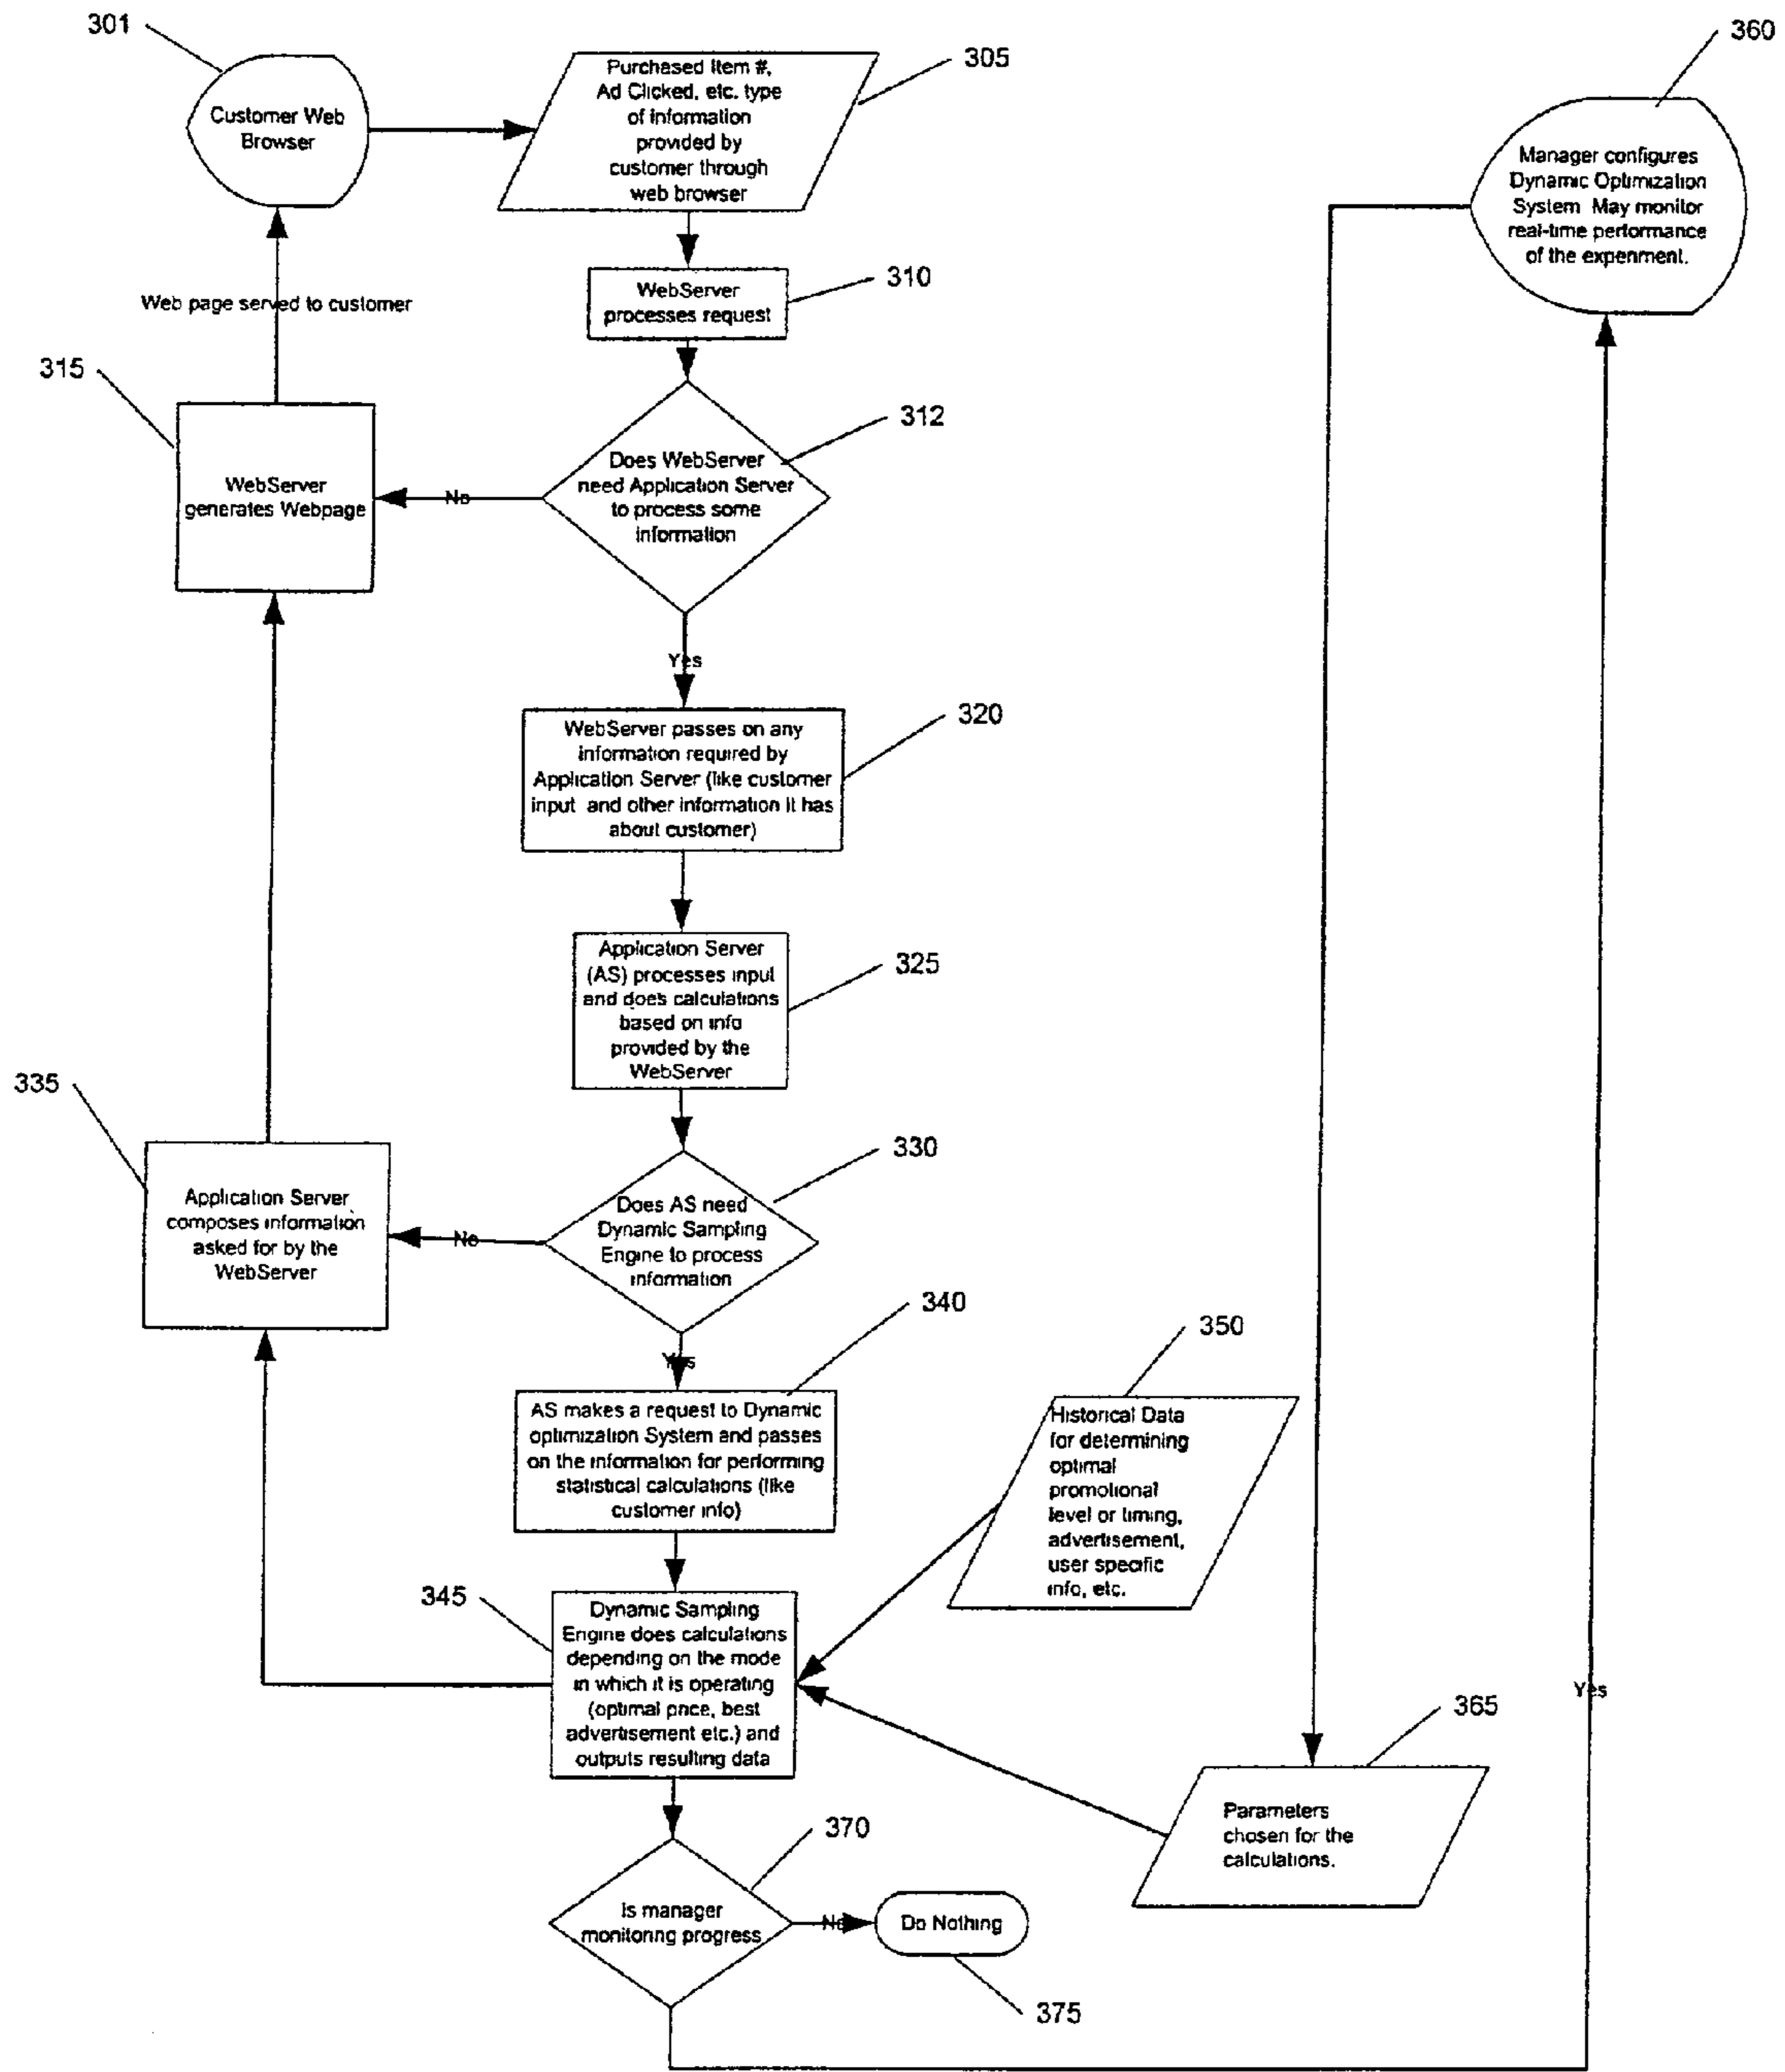 301
Customer Web
Browser
Purchased Item #,
Ad Clicked, etc. type
of information
provided by
customer through
web browser
305
360
Manager configures
Dynamic Optimization
System May monitor
real-time performance
of the experiment.
Web page served to customer
WebServer
processes request
310
315
WebServer
generates Webpage
No
Does WebServer
need Application Server
to process some
information
312
Yes
WebServer passes on any
information required by
Application Server (like customer
input and other information it has
about customer)
320
Application Server
(AS) processes input
and does calculations
based on info
provided by the
WebServer
325
335
Application Server
composes information
asked for by the
WebServer
No
Does AS need
Dynamic Sampling
Engine to process
information
330
Yes
AS makes a request to Dynamic
optimization System and passes
on the information for performing
statistical calculations (like
customer info)
340
350
Historical Data
for determining
optimal
promotional
level or timing,
advertisement,
user specific
info, etc.
345
Dynamic Sampling
Engine does calculations
depending on the mode
in which it is operating
(optimal price, best
advertisement etc.) and
outputs resulting data
Yes
365
Parameters
chosen for the
calculations.
370
Is manager
monitoring progress
No
Do Nothing
375